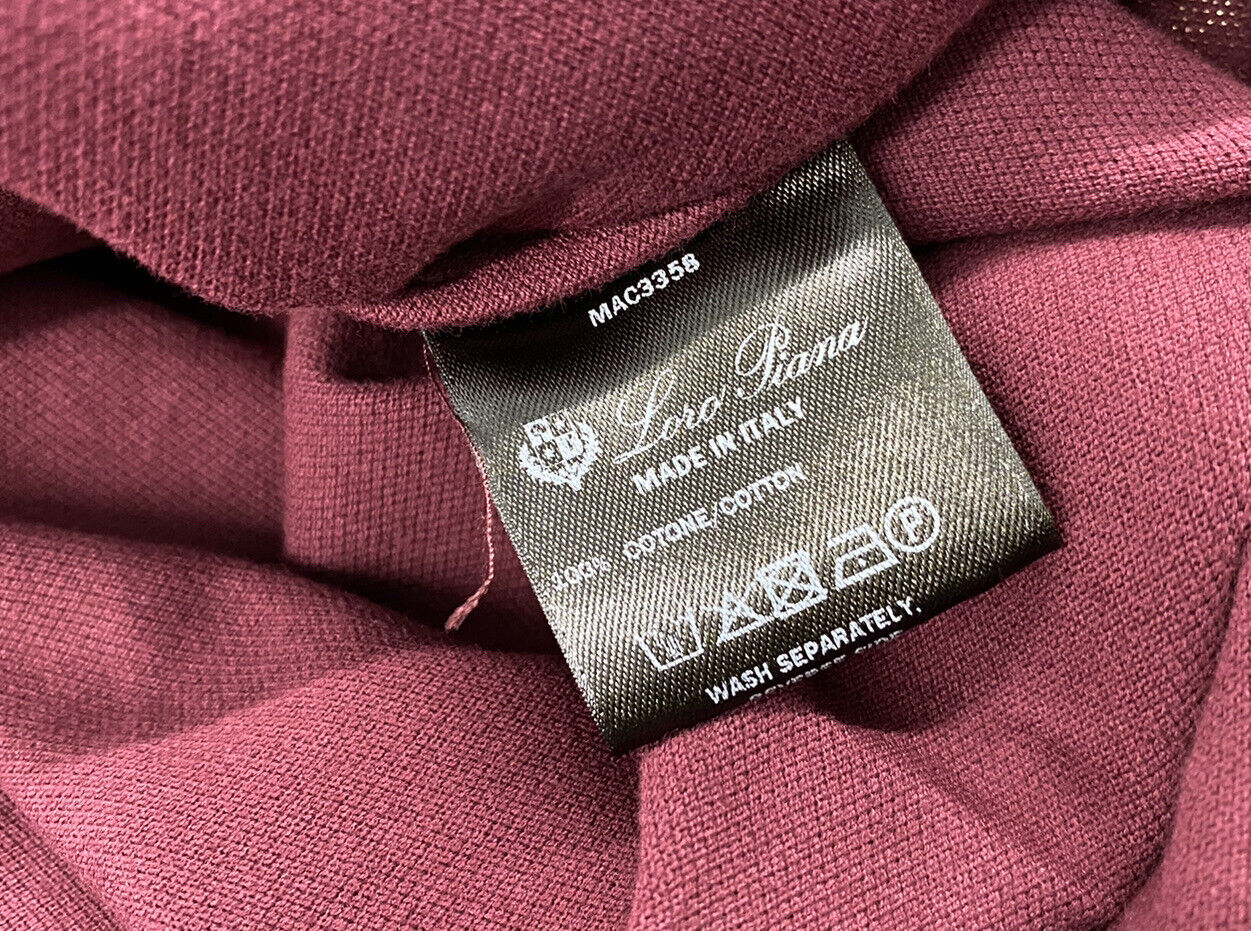 MAC3358
Loro Piana
MADE IN ITALY
100% COTONE/COTTON
P
WASH SEPARATELY.